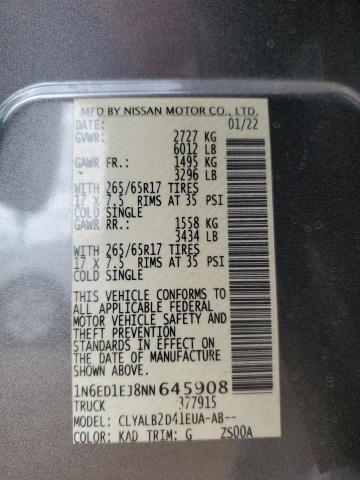 MFD BY NISSAN MOTOR CO., LTD.
DATE: 01/22
GVWR: 2727 KG
6012 LB
GAWR FR.: 1495 KG
3296 LB
WITH 265/65R17 TIRES
17 X 7.5 RIMS AT 35 PSI
COLD SINGLE
GAWR RR.: 1558 KG
3434 LB
WITH 265/65R17 TIRES
17 X 7.5 RIMS AT 35 PSI
COLD SINGLE
THIS VEHICLE CONFORMS TO
ALL APPLICABLE FEDERAL
MOTOR VEHICLE SAFETY AND
THEFT PREVENTION
STANDARDS IN EFFECT ON
THE DATE OF MANUFACTURE
SHOWN ABOVE.
1N6ED1EJ8NN645908
TRUCK 377915
MODEL: CLYALB2D41EUA-AB--
COLOR: KAD TRIM: G ZS00A